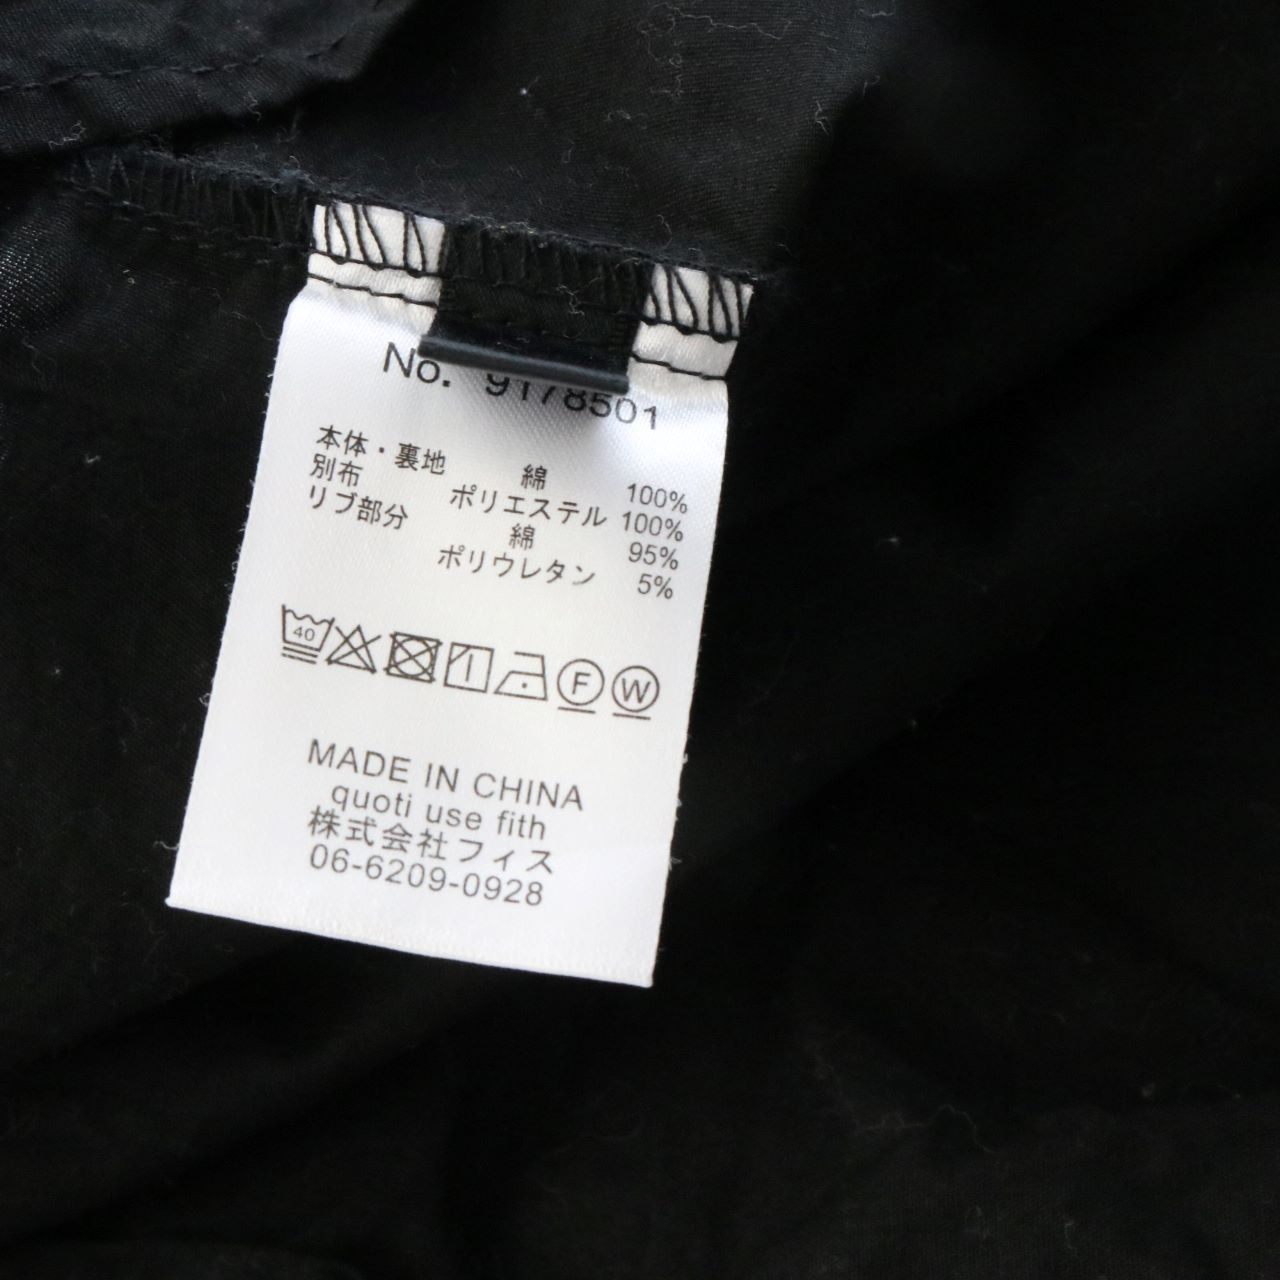 No. 9178501
本体・裏地 綿 100%
別布 ポリエステル 100%
リブ部分 綿 95%
ポリウレタン 5%
40
F W
MADE IN CHINA
quoti use fith
株式会社フィス
06-6209-0928